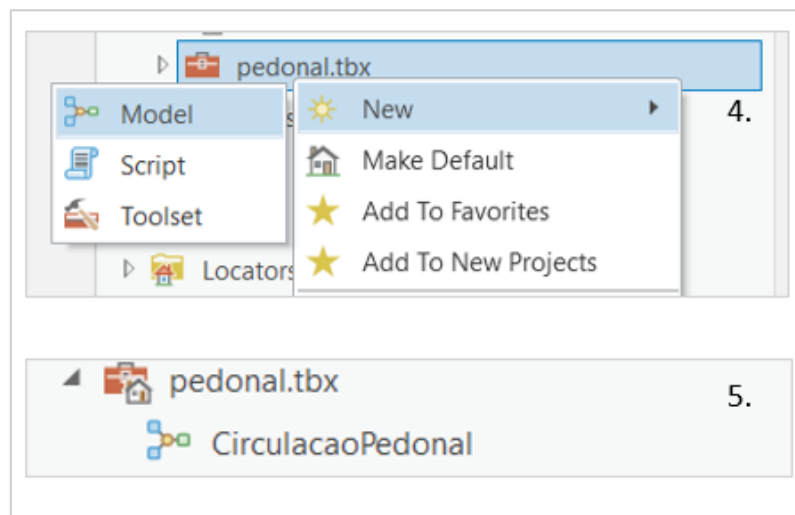 pedonal.tbx
Model
New
4.
Script
Make Default
Toolset
Add To Favorites
Locators
Add To New Projects
pedonal.tbx
5.
CirculacaoPedonal